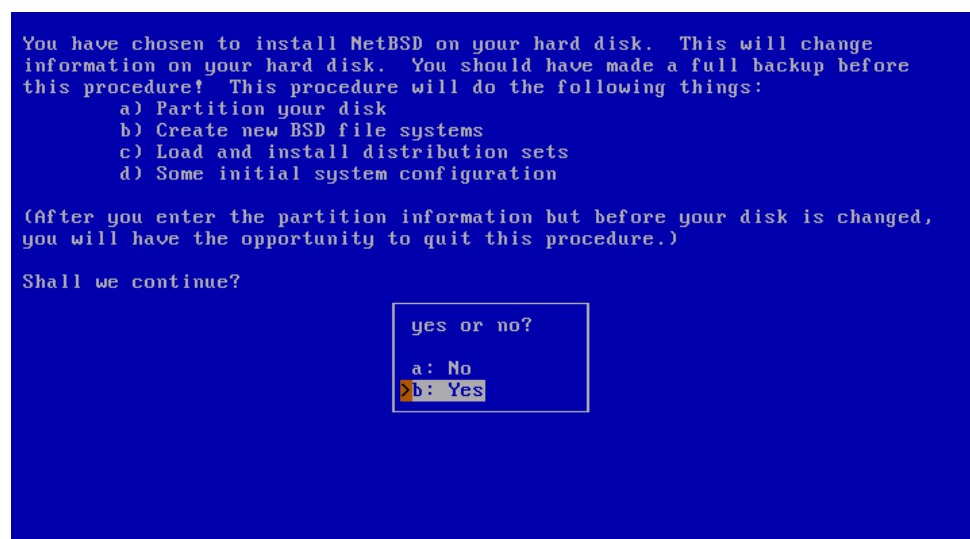 You have chosen to install NetBSD on your hard disk.  This will change
information on your hard disk.  You should have made a full backup before
this procedure!  This procedure will do the following things:
a) Partition your disk
b) Create new BSD file systems
c) Load and install distribution sets
d) Some initial system configuration
(After you enter the partition information but before your disk is changed,
you will have the opportunity to quit this procedure.)
Shall we continue?
yes or no?
a: No
>b: Yes